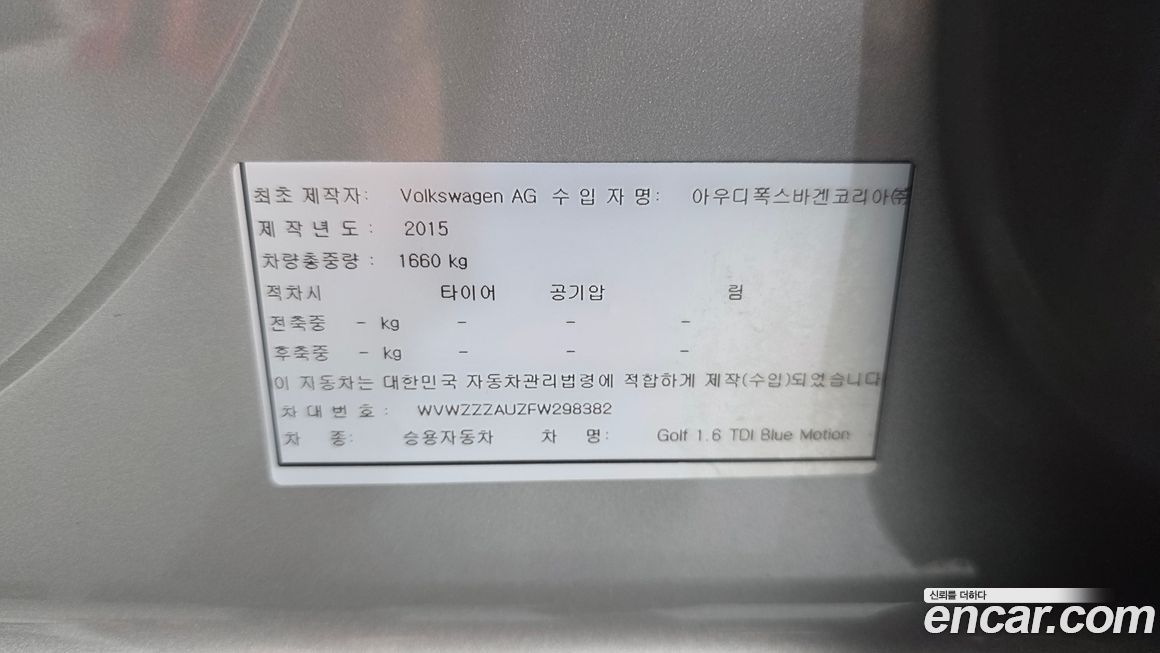 최초 제작자: Volkswagen AG 수 입 자 명: 아우디폭스바겐코리아㈜
제 작 년 도 : 2015
차량총중량 : 1660 kg
적차시 타이어 공기압 림
전축중 - kg - - -
후축중 - kg - - -
이 자동차는 대한민국 자동차관리법령에 적합하게 제작(수입)되었습니다
차 대 번 호 : WVWZZZAUZFW298382
차 종: 승용자동차 차 명: Golf 1.6 TDI Blue Motion
신뢰를 더하다
encar.com